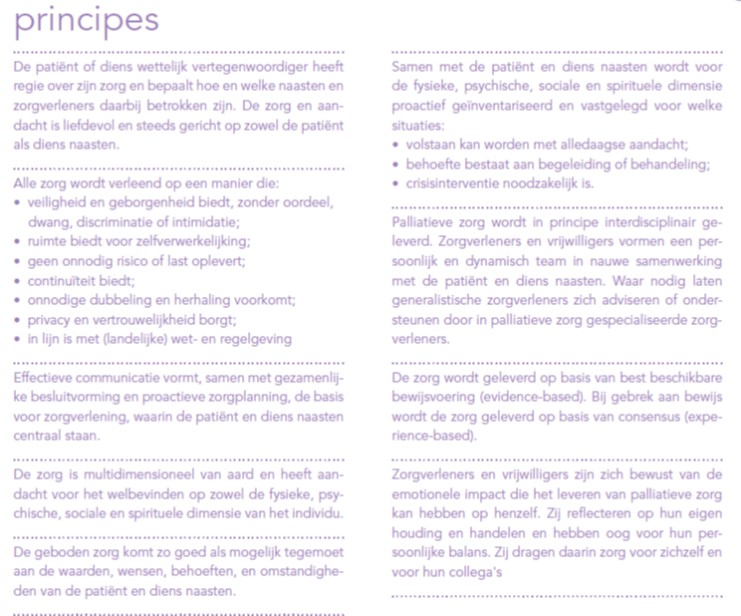 principes
De patiënt of diens wettelijk vertegenwoordiger heeft
regie over zijn zorg en bepaalt hoe en welke naasten en
zorgverleners daarbij betrokken zijn. De zorg en aan-
dacht is liefdevol en steeds gericht op zowel de patiënt
als diens naasten.
Alle zorg wordt verleend op een manier die:
• veiligheid en geborgenheid biedt, zonder oordeel,
dwang, discriminatie of intimidatie;
• ruimte biedt voor zelfverwerkelijking;
• geen onnodig risico of last oplevert;
• continuïteit biedt;
• onnodige dubbeling en herhaling voorkomt;
• privacy en vertrouwelijkheid borgt;
• in lijn is met (landelijke) wet- en regelgeving
Effectieve communicatie vormt, samen met gezamenlij-
ke besluitvorming en proactieve zorgplanning, de basis
voor zorgverlening, waarin de patiënt en diens naasten
centraal staan.
De zorg is multidimensioneel van aard en heeft aan-
dacht voor het welbevinden op zowel de fysieke, psy-
chische, sociale en spirituele dimensie van het individu.
De geboden zorg komt zo goed als mogelijk tegemoet
aan de waarden, wensen, behoeften, en omstandighe-
den van de patiënt en diens naasten.
Samen met de patiënt en diens naasten wordt voor
de fysieke, psychische, sociale en spirituele dimensie
proactief geïnventariseerd en vastgelegd voor welke
situaties:
• volstaan kan worden met alledaagse aandacht;
• behoefte bestaat aan begeleiding of behandeling;
• crisisinterventie noodzakelijk is.
Palliatieve zorg wordt in principe interdisciplinair ge-
leverd. Zorgverleners en vrijwilligers vormen een per-
soonlijk en dynamisch team in nauwe samenwerking
met de patiënt en diens naasten. Waar nodig laten
generalistische zorgverleners zich adviseren of onder-
steunen door in palliatieve zorg gespecialiseerde zorg-
verleners.
De zorg wordt geleverd op basis van best beschikbare
bewijsvoering (evidence-based). Bij gebrek aan bewijs
wordt de zorg geleverd op basis van consensus (expe-
rience-based).
Zorgverleners en vrijwilligers zijn zich bewust van de
emotionele impact die het leveren van palliatieve zorg
kan hebben op henzelf. Zij reflecteren op hun eigen
houding en handelen en hebben oog voor hun per-
soonlijke balans. Zij dragen daarin zorg voor zichzelf en
voor hun collega's